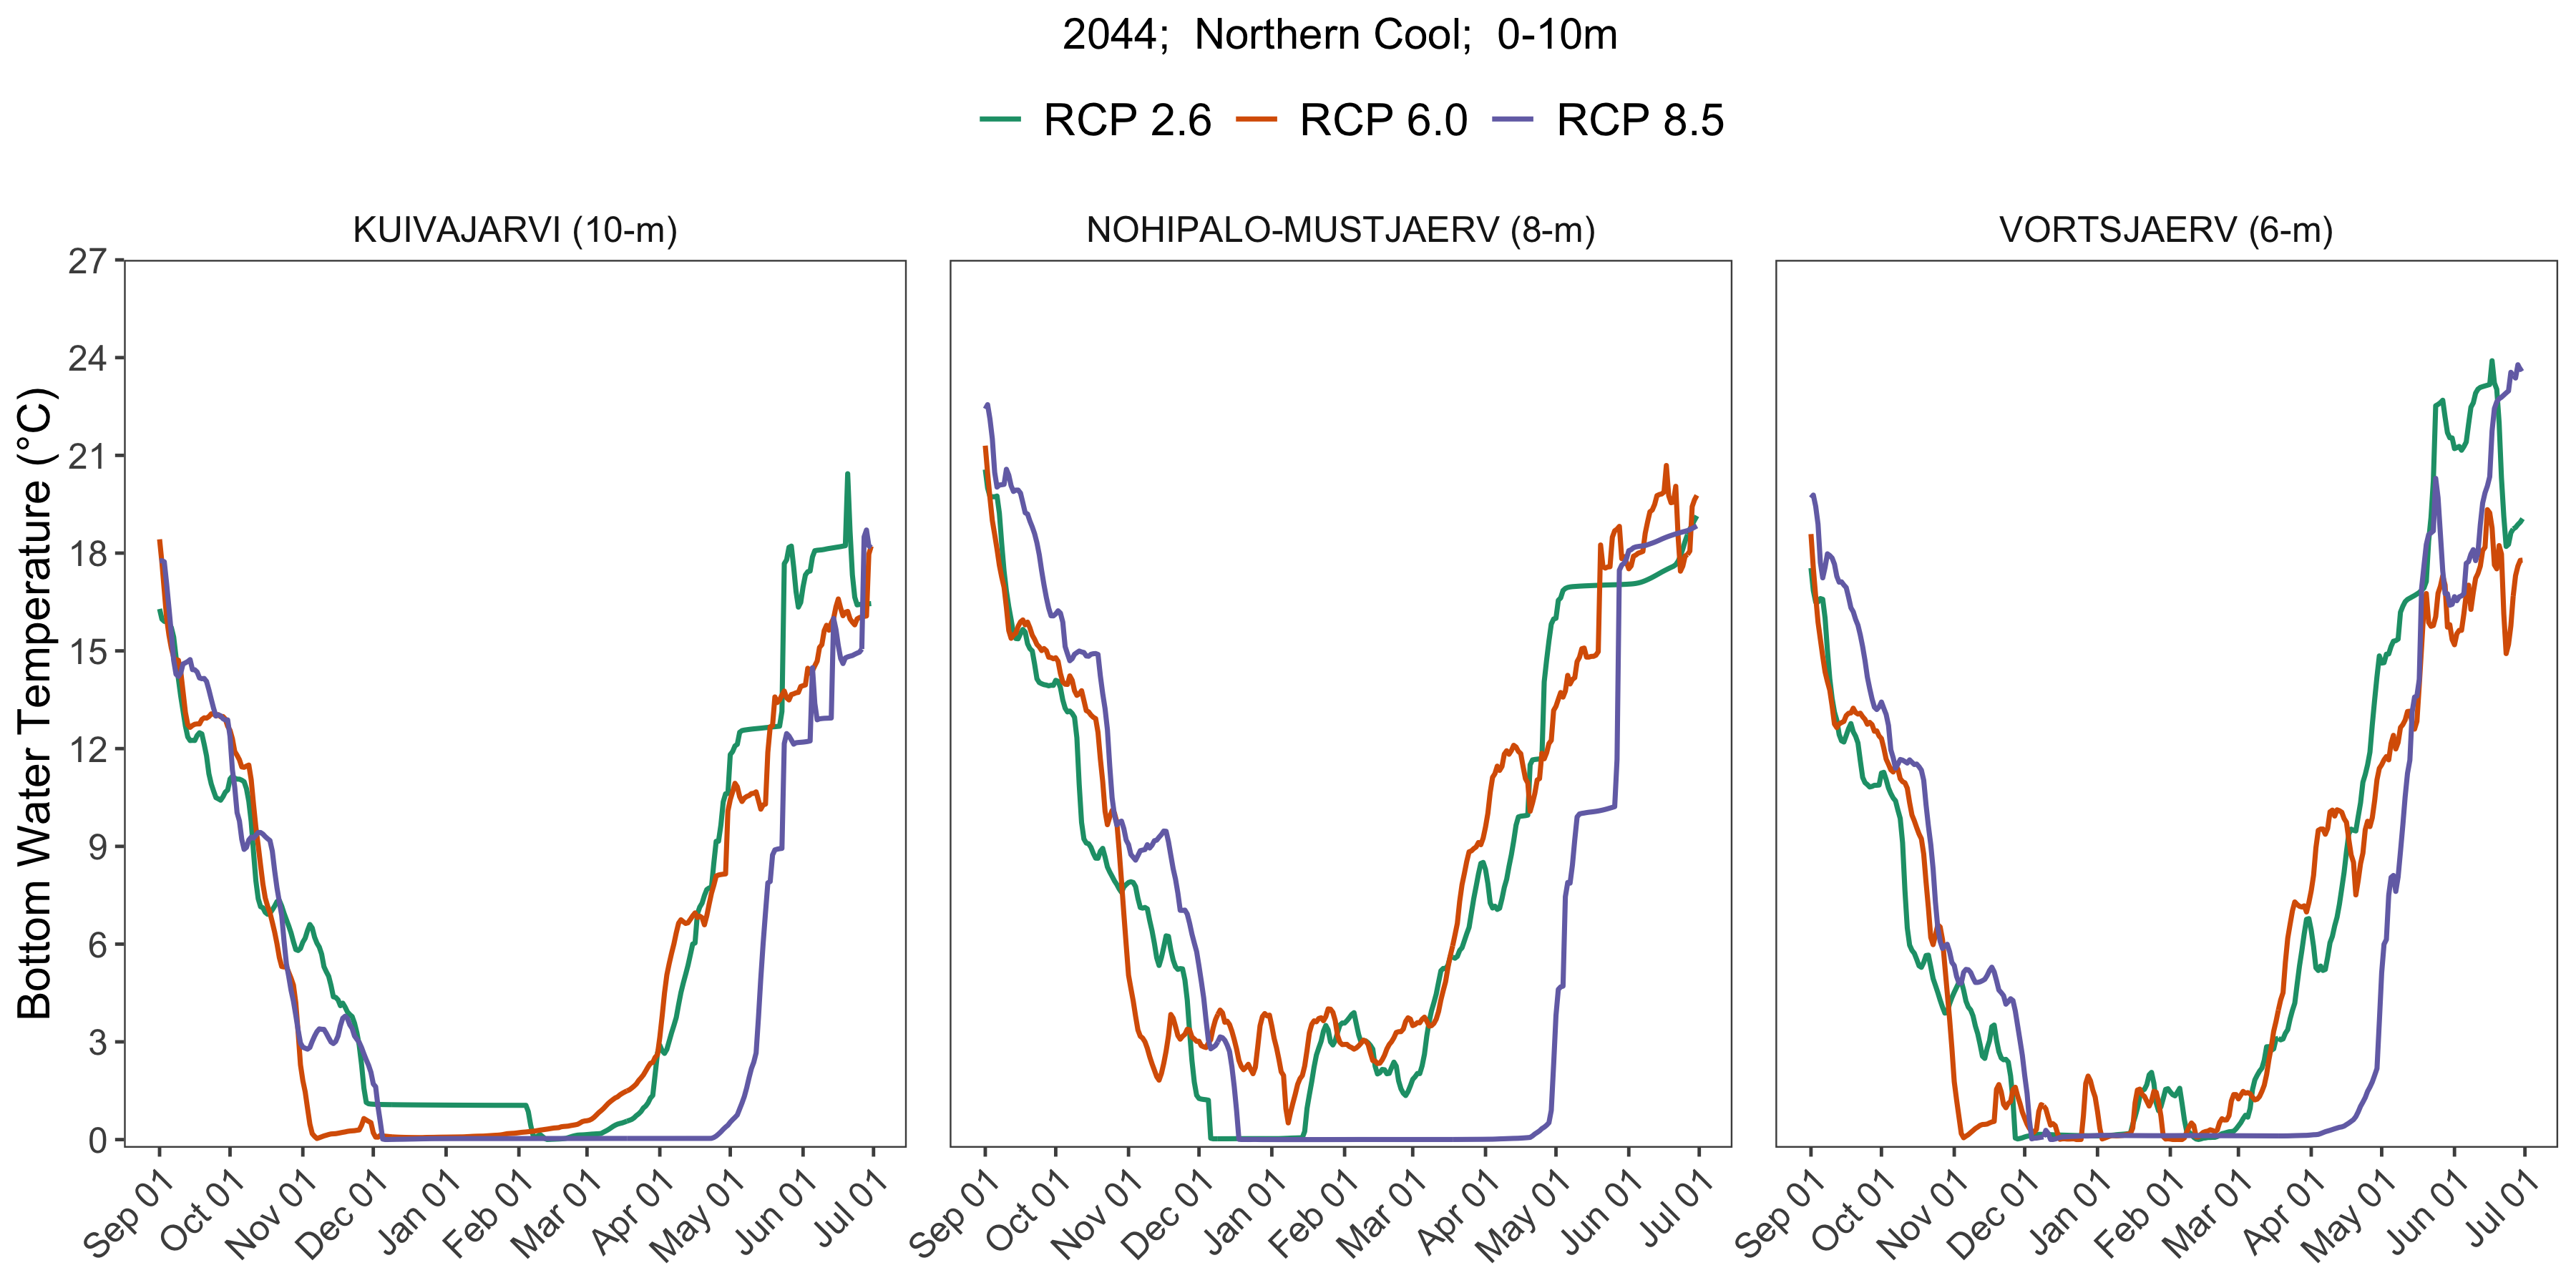 2044;  Northern Cool;  0-10m
RCP 2.6 RCP 6.0 RCP 8.5
KUIVAJARVI (10-m) NOHIPALO-MUSTJAERV (8-m) VORTSJAERV (6-m)
Bottom Water Temperature (°C)
27
24
21
18
15
12
9
6
3
0
Sep 01 Oct 01 Nov 01 Dec 01 Jan 01 Feb 01 Mar 01 Apr 01 May 01 Jun 01 Jul 01 Sep 01 Oct 01 Nov 01 Dec 01 Jan 01 Feb 01 Mar 01 Apr 01 May 01 Jun 01 Jul 01 Sep 01 Oct 01 Nov 01 Dec 01 Jan 01 Feb 01 Mar 01 Apr 01 May 01 Jun 01 Jul 01